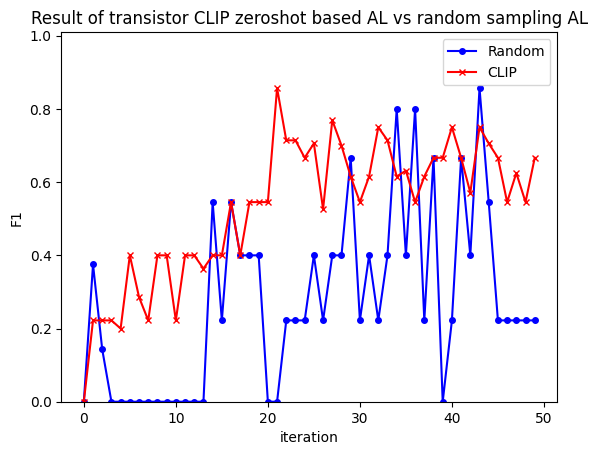 Result of transistor CLIP zeroshot based AL vs random sampling AL
Random
CLIP
F1
1.0
0.8
0.6
0.4
0.2
0.0
0 10 20 30 40 50
iteration